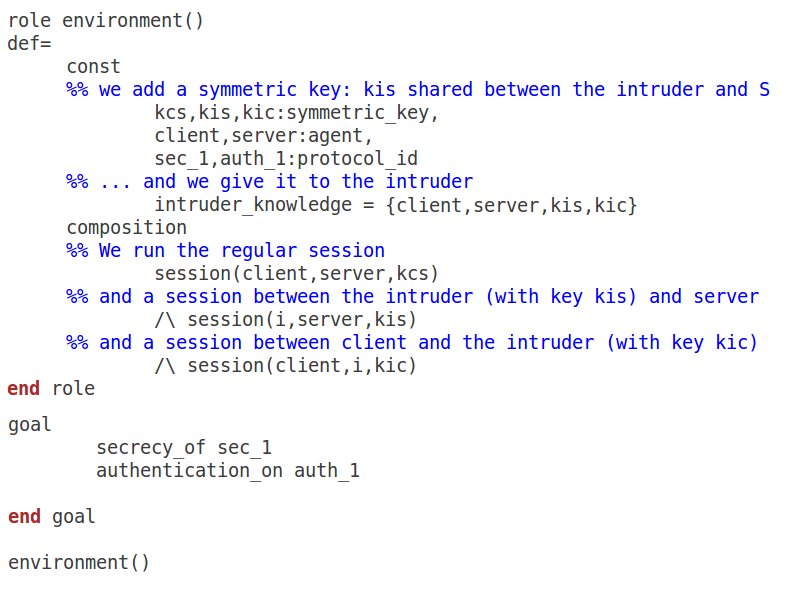 role environment()
def=
const
%% we add a symmetric key: kis shared between the intruder and S
kcs,kis,kic:symmetric_key,
client,server:agent,
sec_1,auth_1:protocol_id
%% ... and we give it to the intruder
intruder_knowledge = {client,server,kis,kic}
composition
%% We run the regular session
session(client,server,kcs)
%% and a session between the intruder (with key kis) and server
/\ session(i,server,kis)
%% and a session between client and the intruder (with key kic)
/\ session(client,i,kic)
end role
goal
secrecy_of sec_1
authentication_on auth_1
end goal
environment()